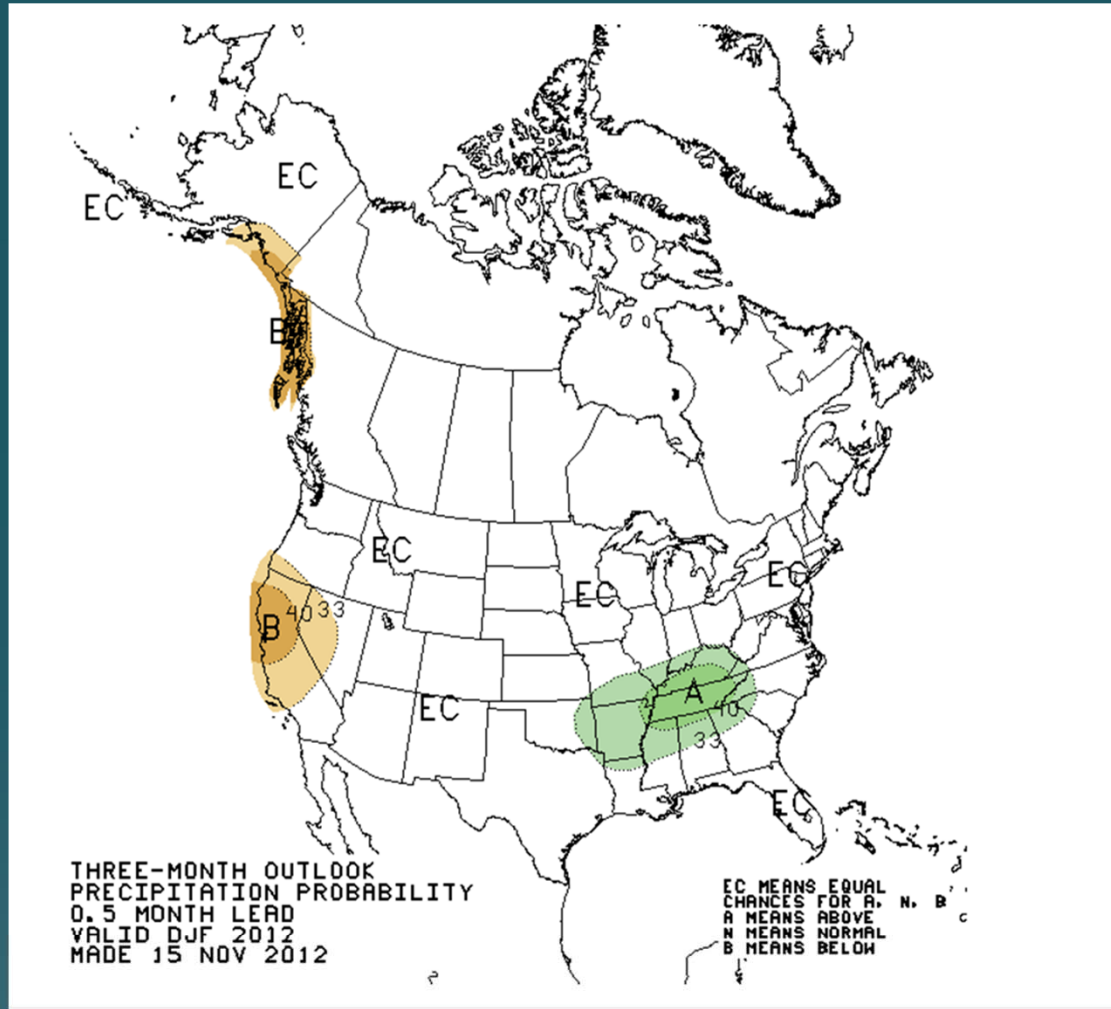 EC
EC
B
EC
EC
EC
40 33
B
A
EC
40
33
EC
THREE-MONTH OUTLOOK
PRECIPITATION PROBABILITY
0.5 MONTH LEAD
VALID DJF 2012
MADE 15 NOV 2012
EC MEANS EQUAL
CHANCES FOR A, N, B
A MEANS ABOVE
N MEANS NORMAL
B MEANS BELOW